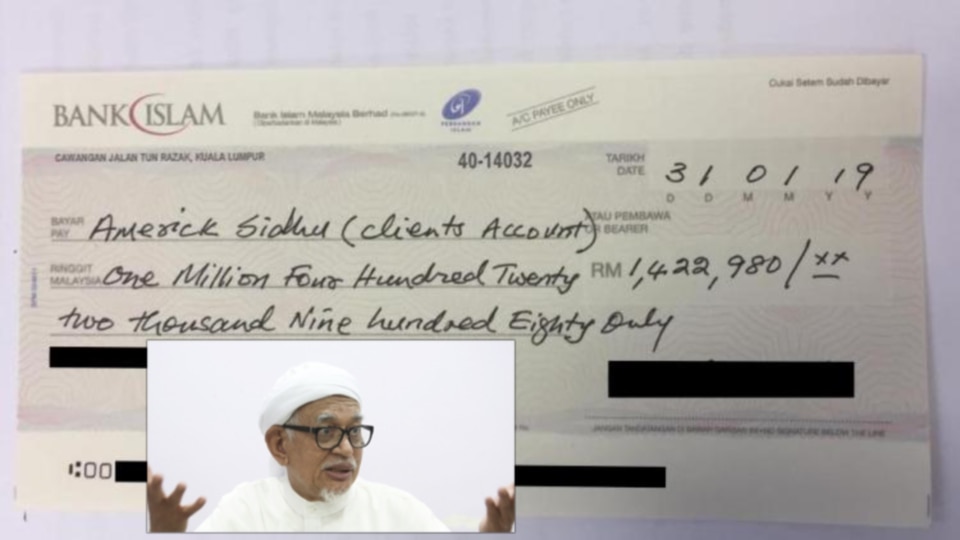 BANK ISLAM
Bank Islam Malaysia Berhad
A/C PAYEE ONLY
Cukai Setem Sudah Dibayar
CAWANGAN JALAN TUN RAZAK, KUALA LUMPUR
40-14032
TARIKH DATE 31 01 19
D D M M Y Y
BAYAR PAY Americk Sidhu (clients Account) ATAU PEMBAWA OR BEARER
RINGGIT MALAYSIA One Million Four Hundred Twenty RM 1,422,980/xx
two thousand Nine hundred Eighty Only
00